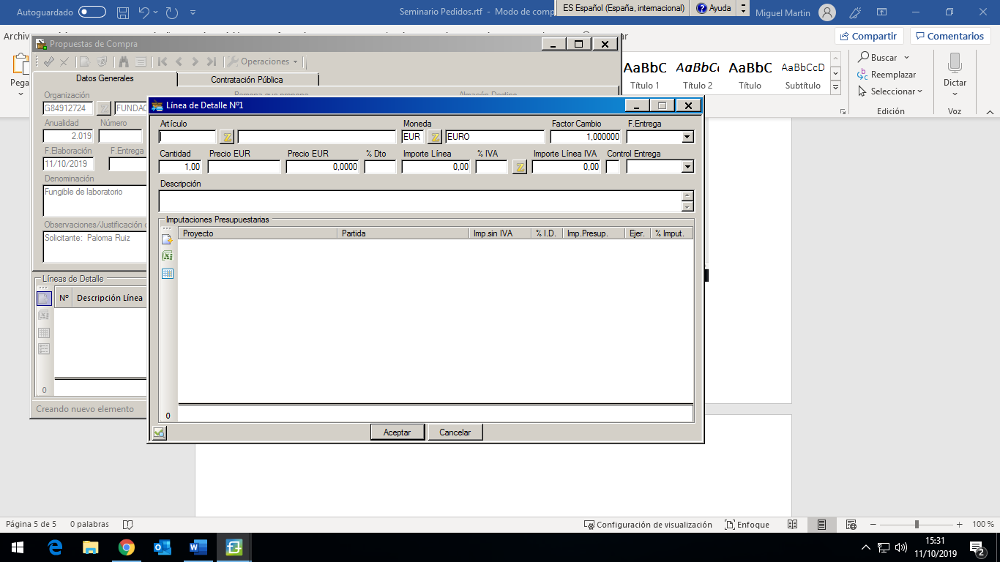 Autoguardado
Seminario Pedidos.rtf - Modo de comp
ES Español (España, internacional)
Ayuda
Miguel Martin
Archiv
Compartir
Comentarios
Propuestas de Compra
Operaciones
Pega
Datos Generales
Contratación Pública
AaBbC AaBbC AaBbC AaBbCcD
Título 1 Título 2 Título Subtítulo
Buscar
Reemplazar
Seleccionar
Edición
Dictar
Voz
Organización
Persona que propone
Almacén Destino
G84912724
FUNDAC
Anualidad Número
2.019
F.Elaboración F.Entrega
11/10/2019
Denominación
Fungible de laboratorio
Observaciones/Justificación
Solicitante: Paloma Ruiz
Líneas de Detalle
Nº Descripción Línea
0
Creando nuevo elemento
Línea de Detalle Nº1
Artículo Moneda Factor Cambio F.Entrega
EUR EURO 1,000000
Cantidad Precio EUR Precio EUR % Dto Importe Línea % IVA Importe Línea IVA Control Entrega
1,00 0,0000 0,00 0,00
Descripción
Imputaciones Presupuestarias
Proyecto Partida Imp.sin IVA % I.D. Imp.Presup. Ejer. % Imput.
0
Aceptar Cancelar
Página 5 de 5 0 palabras
Configuración de visualización
Enfoque
100 %
15:31
11/10/2019
2